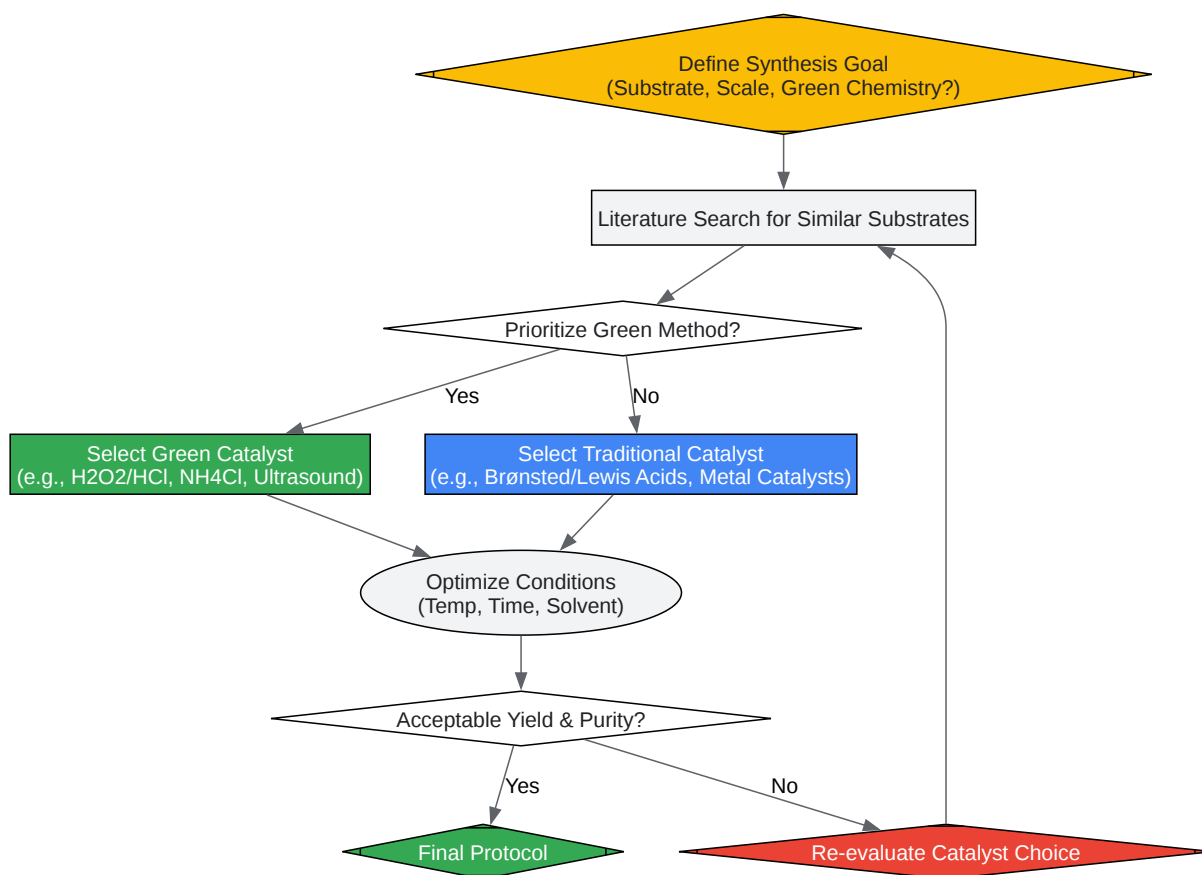 Define Synthesis Goal
(Substrate, Scale, Green Chemistry?)
Literature Search for Similar Substrates
Prioritize Green Method?
Yes
No
Select Green Catalyst
(e.g., H2O2/HCl, NH4Cl, Ultrasound)
Select Traditional Catalyst
(e.g., Brønsted/Lewis Acids, Metal Catalysts)
Optimize Conditions
(Temp, Time, Solvent)
Acceptable Yield & Purity?
Yes
No
Final Protocol
Re-evaluate Catalyst Choice